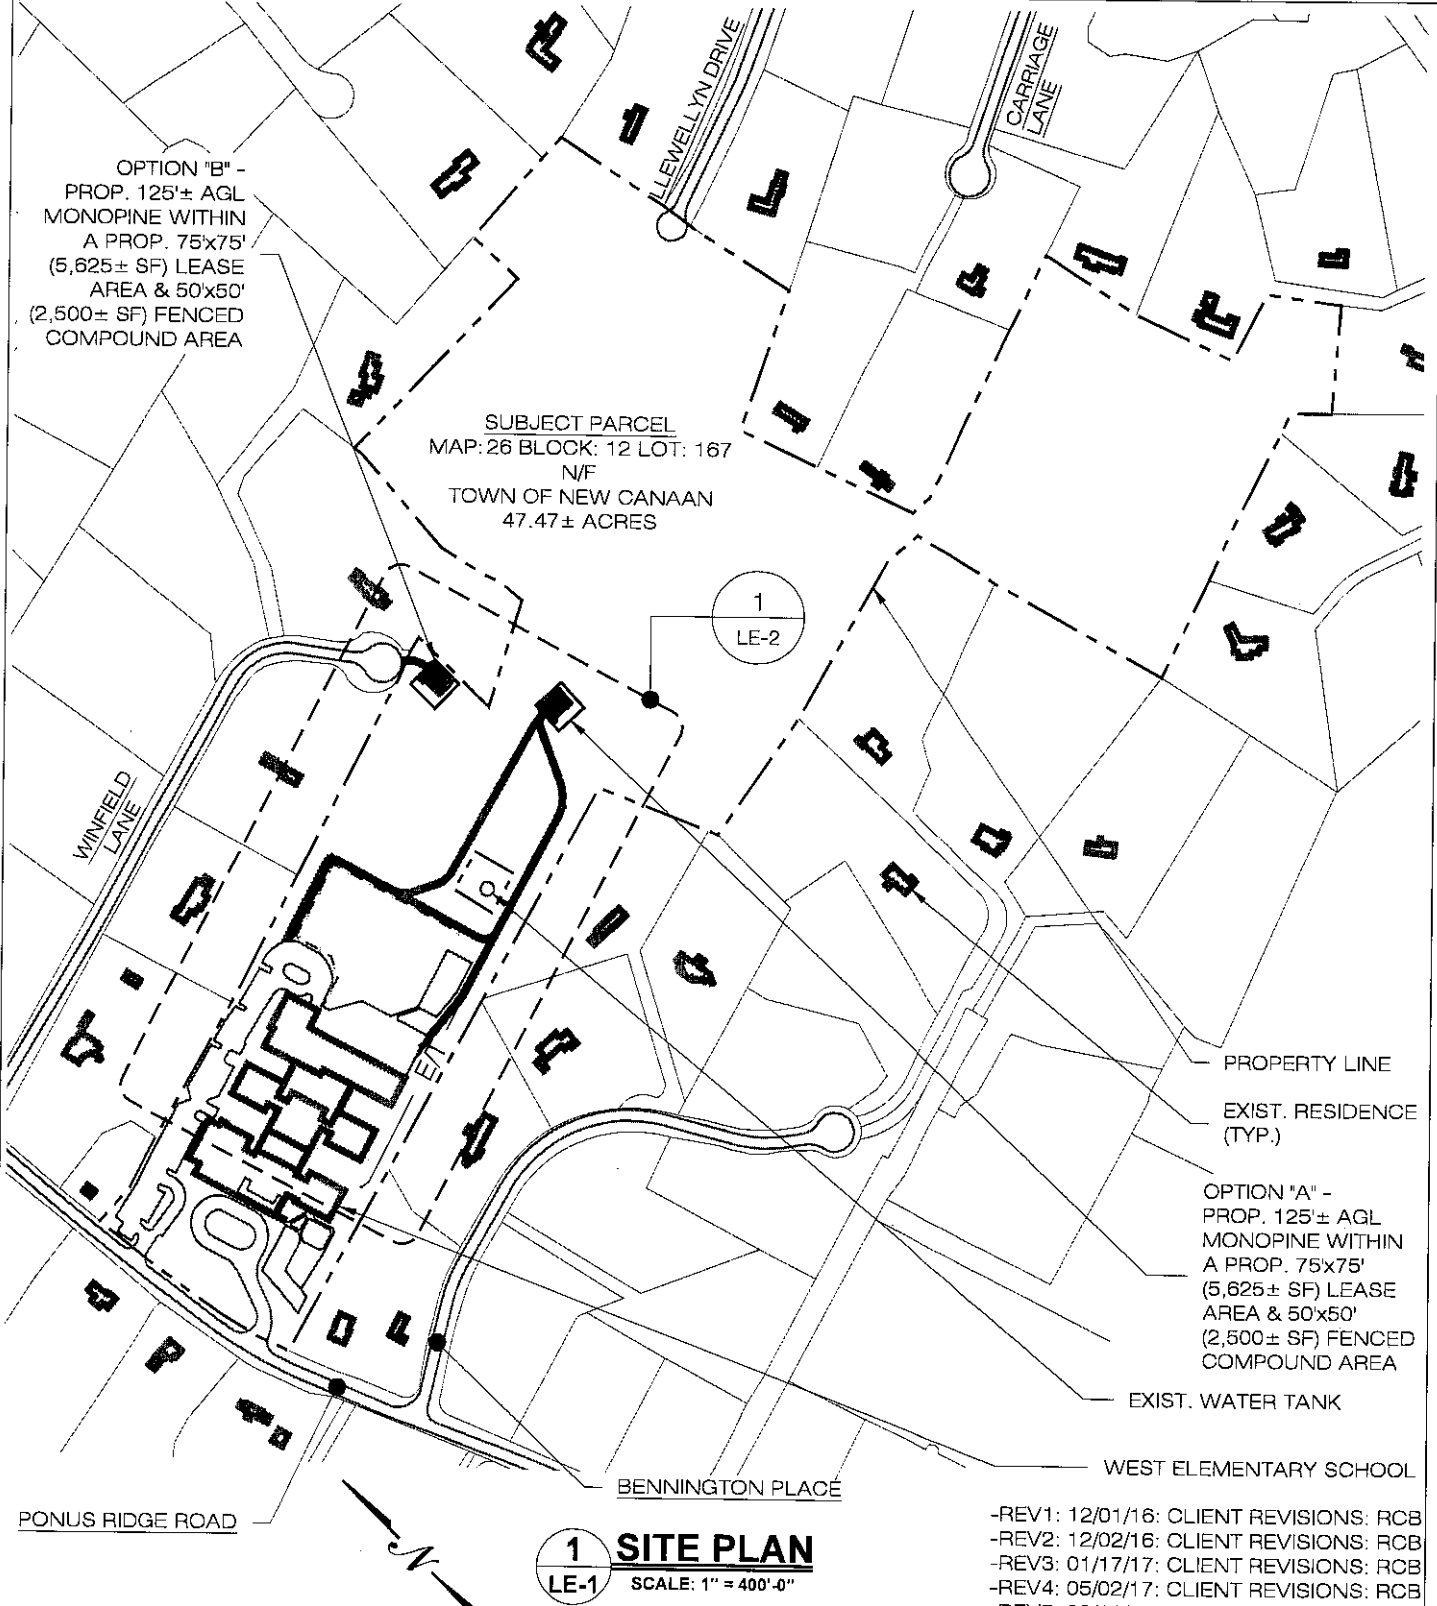 LLEWELLYN DRIVE
CARRIAGE
LANE
OPTION "B" -
PROP. 125'± AGL
MONOPINE WITHIN
A PROP. 75'x75'
(5,625± SF) LEASE
AREA & 50'x50'
(2,500± SF) FENCED
COMPOUND AREA
SUBJECT PARCEL
MAP: 26 BLOCK: 12 LOT: 167
N/F
TOWN OF NEW CANAAN
47.47± ACRES
1
LE-2
WINFIELD
LANE
PROPERTY LINE
EXIST. RESIDENCE
(TYP.)
OPTION "A" -
PROP. 125'± AGL
MONOPINE WITHIN
A PROP. 75'x75'
(5,625± SF) LEASE
AREA & 50'x50'
(2,500± SF) FENCED
COMPOUND AREA
EXIST. WATER TANK
WEST ELEMENTARY SCHOOL
BENNINGTON PLACE
PONUS RIDGE ROAD
N
1
LE-1
SITE PLAN
SCALE: 1" = 400'-0"
-REV1: 12/01/16: CLIENT REVISIONS: RCB
-REV2: 12/02/16: CLIENT REVISIONS: RCB
-REV3: 01/17/17: CLIENT REVISIONS: RCB
-REV4: 05/02/17: CLIENT REVISIONS: RCB